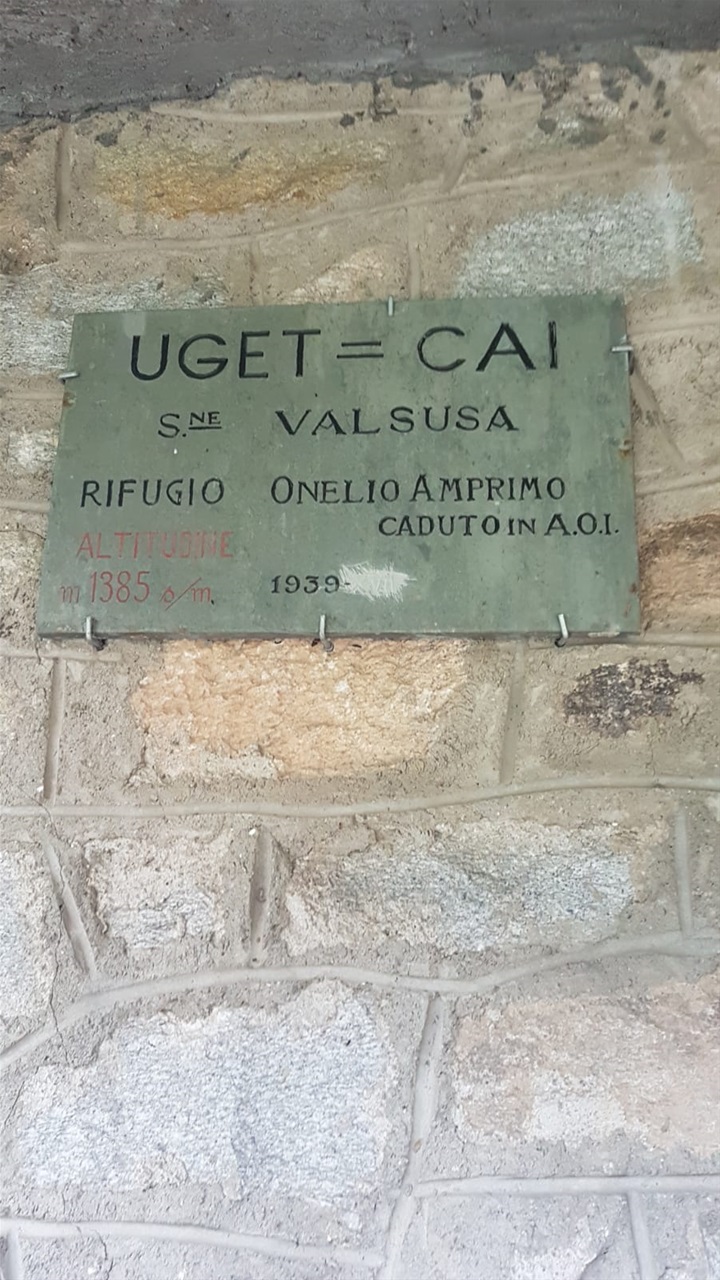 UGET = CAI
S.NE VALSUSA
RIFUGIO ONELIO AMPRIMO
CADUTO IN A.O.I.
ALTITUDINE
m 1385 s/m. 1939-